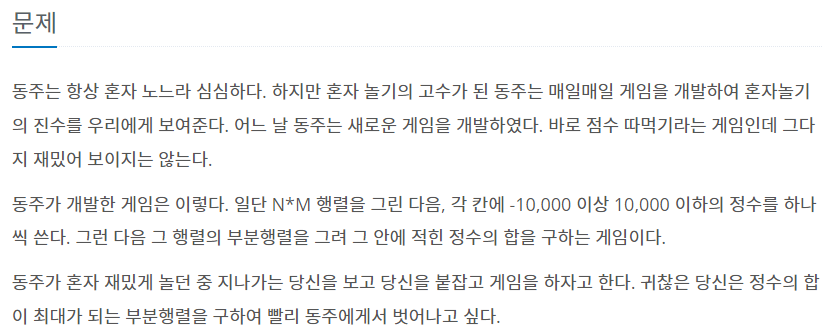 문제
동주는 항상 혼자 노느라 심심하다. 하지만 혼자 놀기의 고수가 된 동주는 매일매일 게임을 개발하여 혼자놀기
의 진수를 우리에게 보여준다. 어느 날 동주는 새로운 게임을 개발하였다. 바로 점수 따먹기라는 게임인데 그다
지 재밌어 보이지는 않는다.
동주가 개발한 게임은 이렇다. 일단 N*M 행렬을 그린 다음, 각 칸에 -10,000 이상 10,000 이하의 정수를 하나
씩 쓴다. 그런 다음 그 행렬의 부분행렬을 그려 그 안에 적힌 정수의 합을 구하는 게임이다.
동주가 혼자 재밌게 놀던 중 지나가는 당신을 보고 당신을 붙잡고 게임을 하자고 한다. 귀찮은 당신은 정수의 합
이 최대가 되는 부분행렬을 구하여 빨리 동주에게서 벗어나고 싶다.